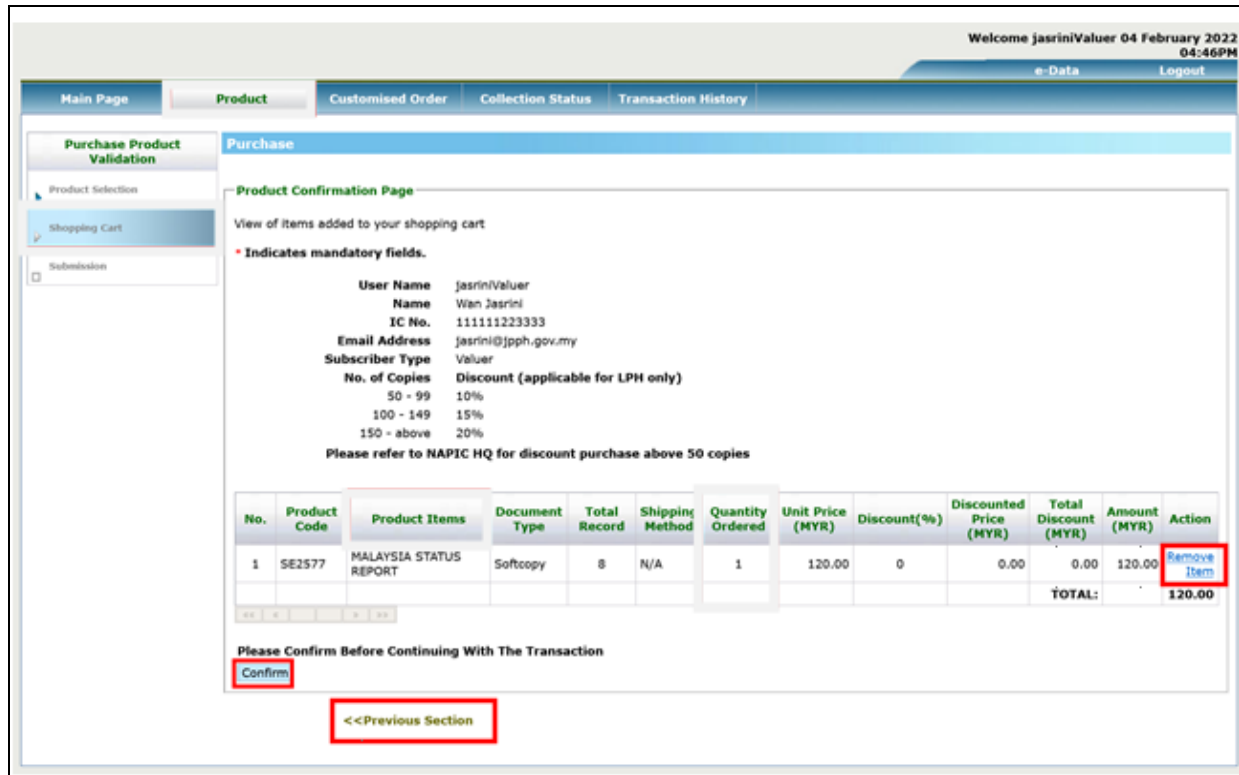 Welcome jasriniValuer 04 February 2022
04:46PM
e-Data Logout
Main Page Product Customised Order Collection Status Transaction History
Purchase Product
Validation
Product Selection
Shopping Cart
Submission
Purchase
Product Confirmation Page
View of items added to your shopping cart
* Indicates mandatory fields.
User Name jasriniValuer
Name Wan Jasrini
IC No. 111111223333
Email Address jasrini@jpph.gov.my
Subscriber Type Valuer
No. of Copies Discount (applicable for LPH only)
50 - 99 10%
100 - 149 15%
150 - above 20%
Please refer to NAPIC HQ for discount purchase above 50 copies
No. Product Code Product Items Document Type Total Record Shipping Method Quantity Ordered Unit Price (MYR) Discount(%) Discounted Price (MYR) Total Discount (MYR) Amount (MYR) Action
1 SE2577 MALAYSIA STATUS REPORT Softcopy 8 N/A 1 120.00 0 0.00 0.00 120.00 Remove Item
TOTAL: 120.00
<< < > >>
Please Confirm Before Continuing With The Transaction
Confirm
<<Previous Section